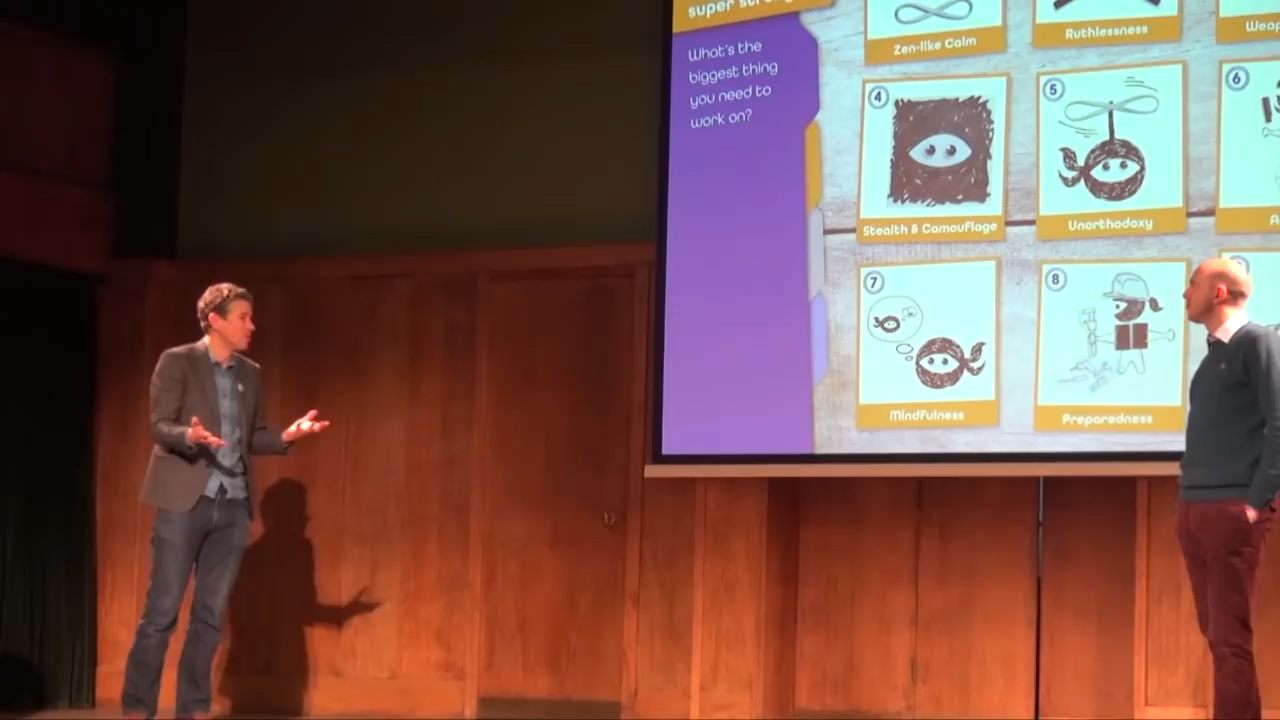 super
What's the
biggest thing
you need to
work on?
Zen-like Calm
Ruthlessness
4
Stealth & Camouflage
5
Unorthodoxy
6
7
Mindfulness
8
Preparedness